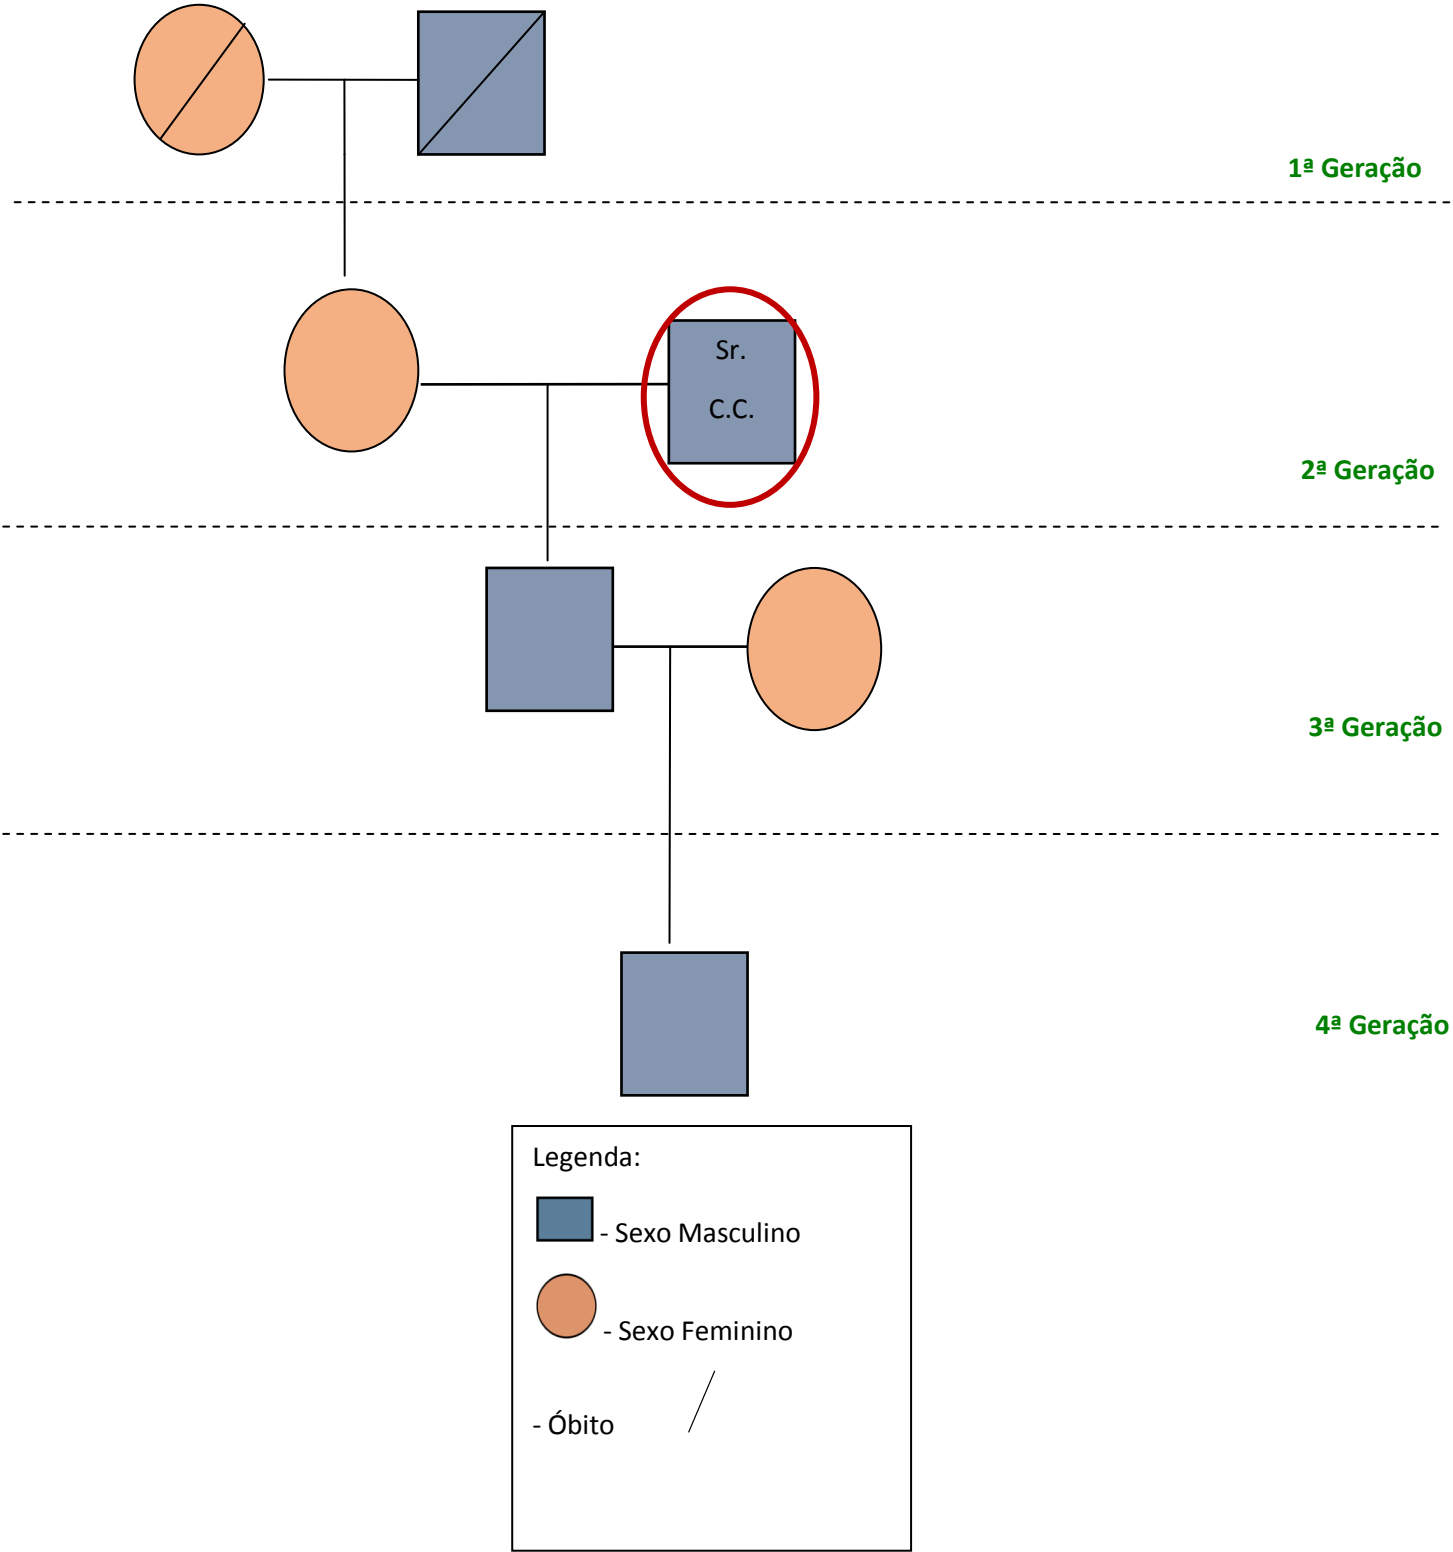 1ª Geração
Sr.
C.C.
2ª Geração
3ª Geração
4ª Geração
Legenda:
- Sexo Masculino
- Sexo Feminino
- Óbito